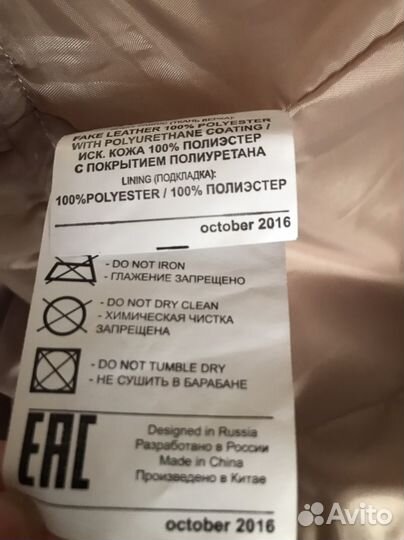 (ТКАНЬ ВЕРХА):
FAKE LEATHER 100% POLYESTER
WITH POLYURETHANE COATING /
ИСК. КОЖА 100% ПОЛИЭСТЕР
С ПОКРЫТИЕМ ПОЛИУРЕТАНА
LINING (ПОДКЛАДКА):
100%POLYESTER / 100% ПОЛИЭСТЕР
october 2016
- DO NOT IRON
- ГЛАЖЕНИЕ ЗАПРЕЩЕНО
- DO NOT DRY CLEAN
- ХИМИЧЕСКАЯ ЧИСТКА
ЗАПРЕЩЕНА
- DO NOT TUMBLE DRY
- НЕ СУШИТЬ В БАРАБАНЕ
EAC
Designed in Russia
Разработано в России
Made in China
Произведено в Китае
october 2016
Avito